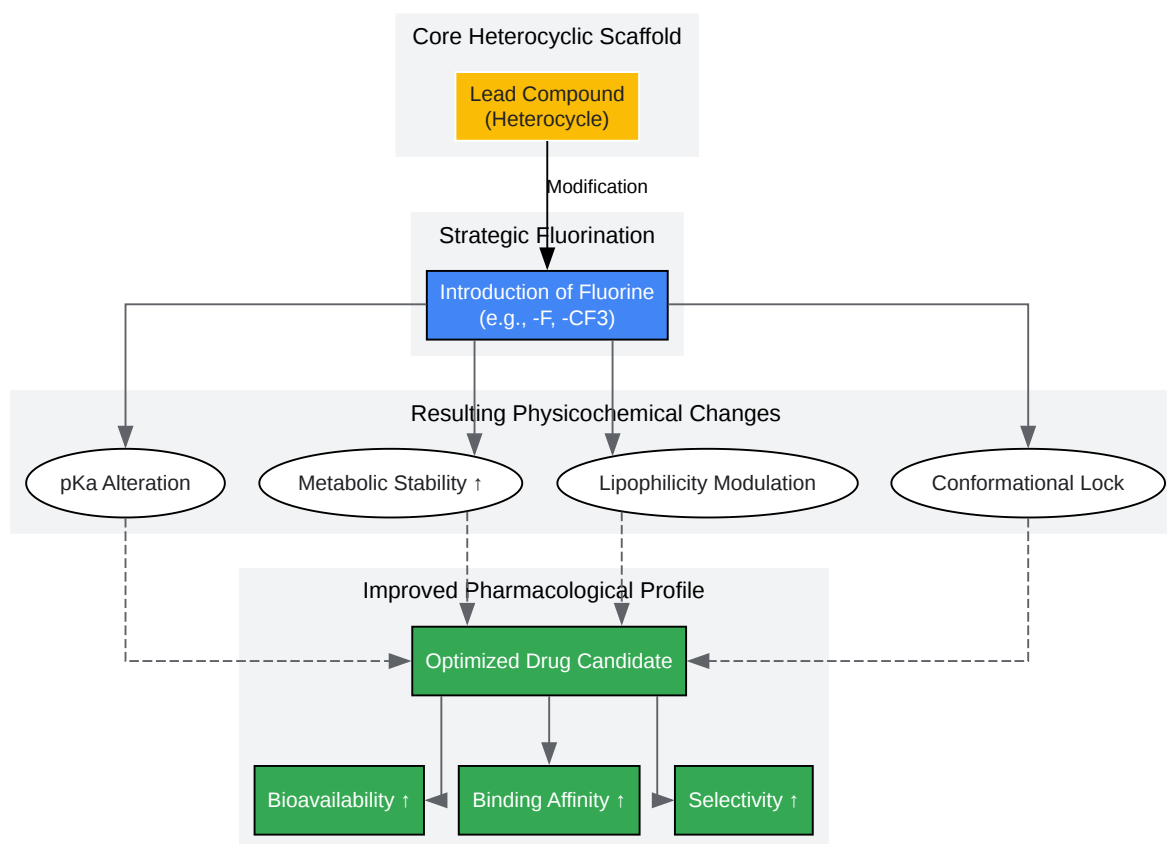 Core Heterocyclic Scaffold
Lead Compound
(Heterocycle)
Modification
Strategic Fluorination
Introduction of Fluorine
(e.g., -F, -CF3)
Resulting Physicochemical Changes
pKa Alteration
Metabolic Stability ↑
Lipophilicity Modulation
Conformational Lock
Improved Pharmacological Profile
Optimized Drug Candidate
Bioavailability ↑
Binding Affinity ↑
Selectivity ↑